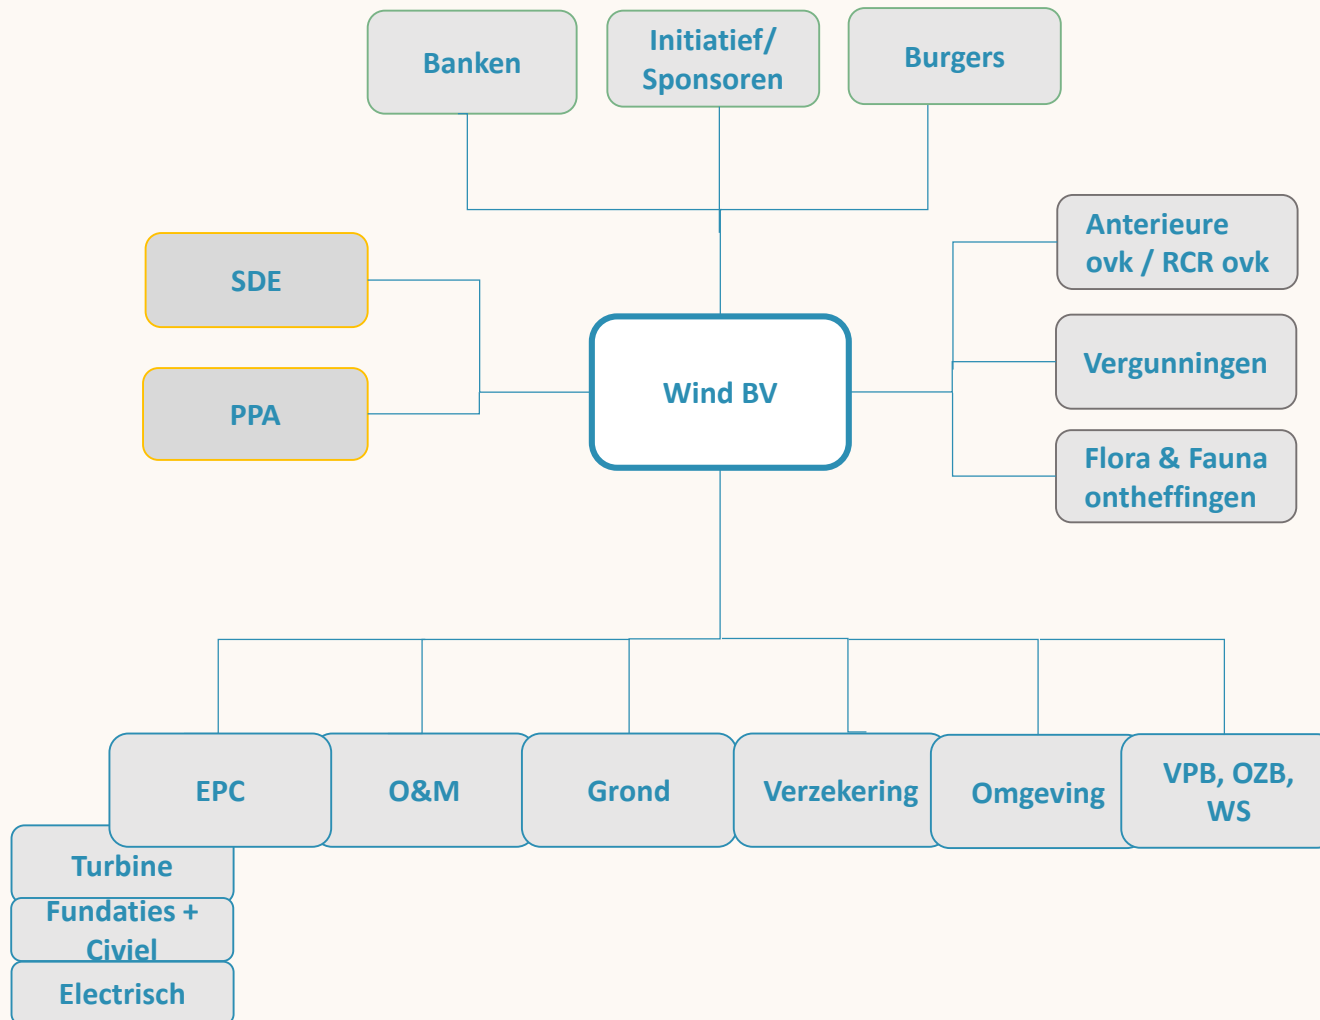 Banken
Initiatief/
Sponsoren
Burgers
SDE
PPA
Wind BV
Anterieure
ovk / RCR ovk
Vergunningen
Flora & Fauna
ontheffingen
EPC
O&M
Grond
Verzekering
Omgeving
VPB, OZB,
WS
Turbine
Fundaties +
Civiel
Electrisch